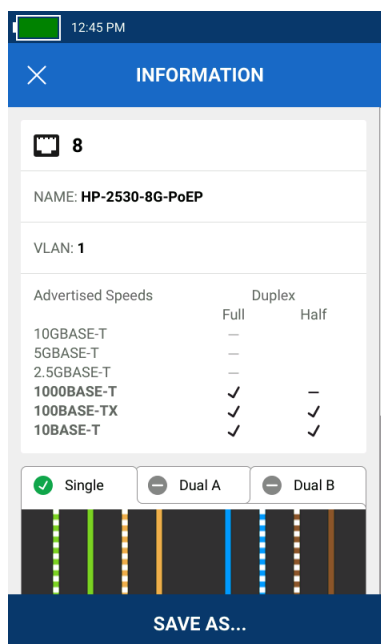 12:45 PM
INFORMATION
8
NAME: HP-2530-8G-PoEP
VLAN: 1
Advertised Speeds Duplex
Full Half
10GBASE-T —
5GBASE-T —
2.5GBASE-T —
1000BASE-T ✓ –
100BASE-TX ✓ ✓
10BASE-T ✓ ✓
Single Dual A Dual B
SAVE AS...